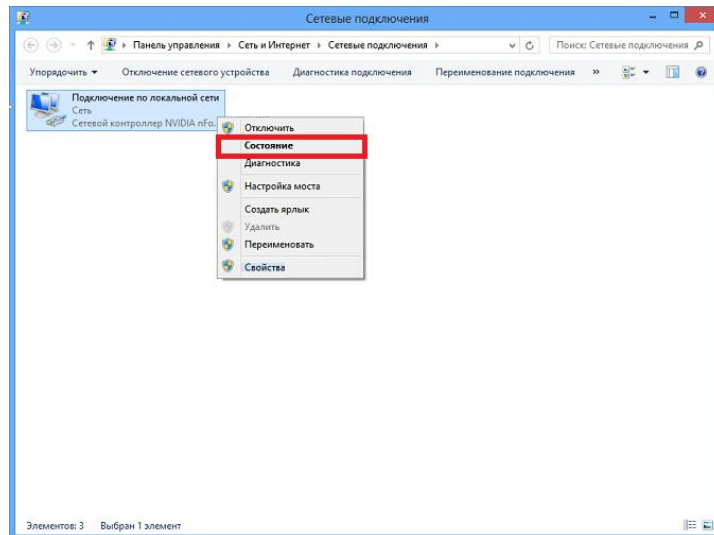 Сетевые подключения
Панель управления Сеть и Интернет Сетевые подключения Поиск: Сетевые подключения
Упорядочить Отключение сетевого устройства Диагностика подключения Переименование подключения »
Подключение по локальной сети
Сеть
Сетевой контроллер NVIDIA nFo...
Отключить
Состояние
Диагностика
Настройка моста
Создать ярлык
Удалить
Переименовать
Свойства
Элементов: 3 Выбран 1 элемент